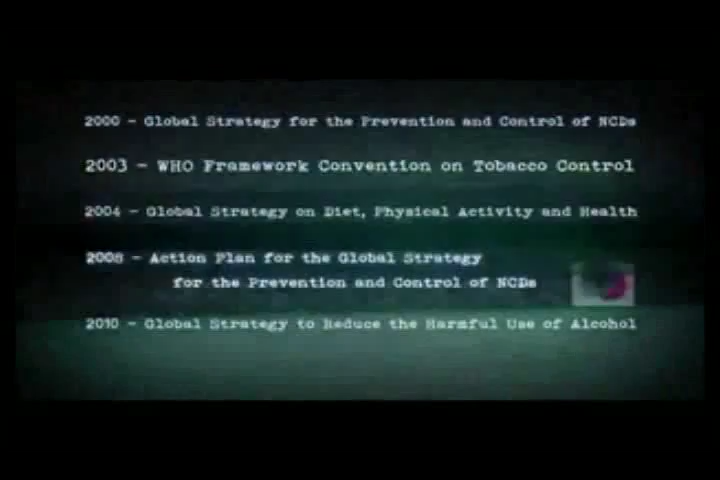 2000 - Global Strategy for the Prevention and Control of NCDs
2003 - WHO Framework Convention on Tobacco Control
2004 - Global Strategy on Diet, Physical Activity and Health
2008 - Action Plan for the Global Strategy
for the Prevention and Control of NCDs
2010 - Global Strategy to Reduce the Harmful Use of Alcohol